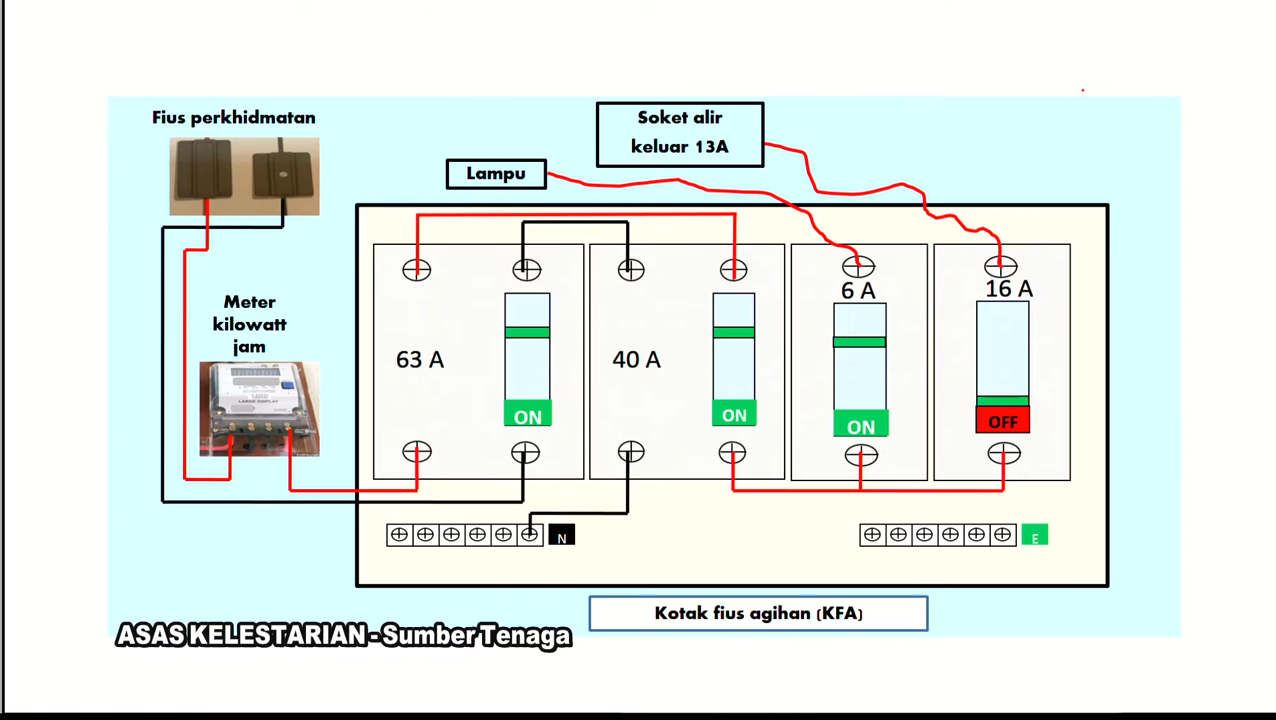 Fius perkhidmatan
Soket alir
keluar 13A
Lampu
Meter
kilowatt
jam
63 A
ON
40 A
ON
6 A
ON
16 A
OFF
N
E
Kotak fius agihan (KFA)
ASAS KELESTARIAN - Sumber Tenaga